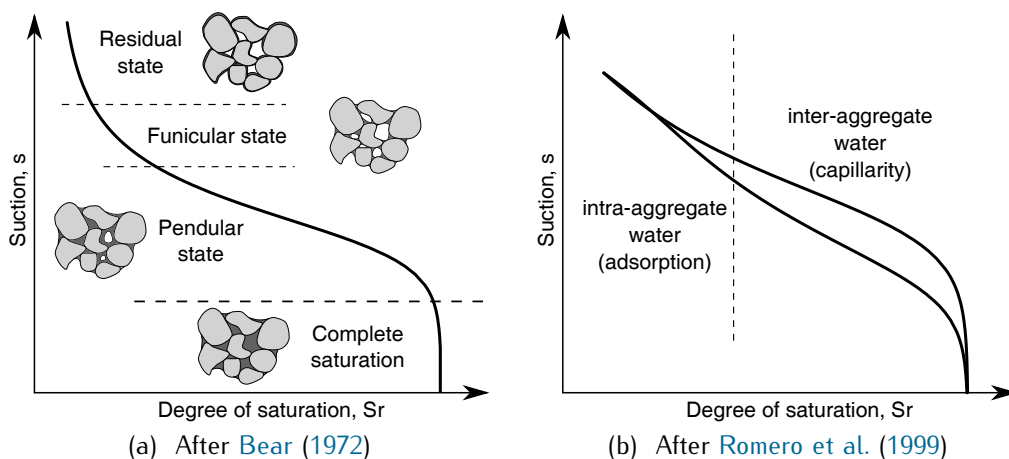 Suction, s
Residual
state
Funicular state
Pendular
state
Complete
saturation
Degree of saturation, Sr
(a) After Bear (1972)
Suction, s
inter-aggregate
water
(capillarity)
intra-aggregate
water
(adsorption)
Degree of saturation, Sr
(b) After Romero et al. (1999)